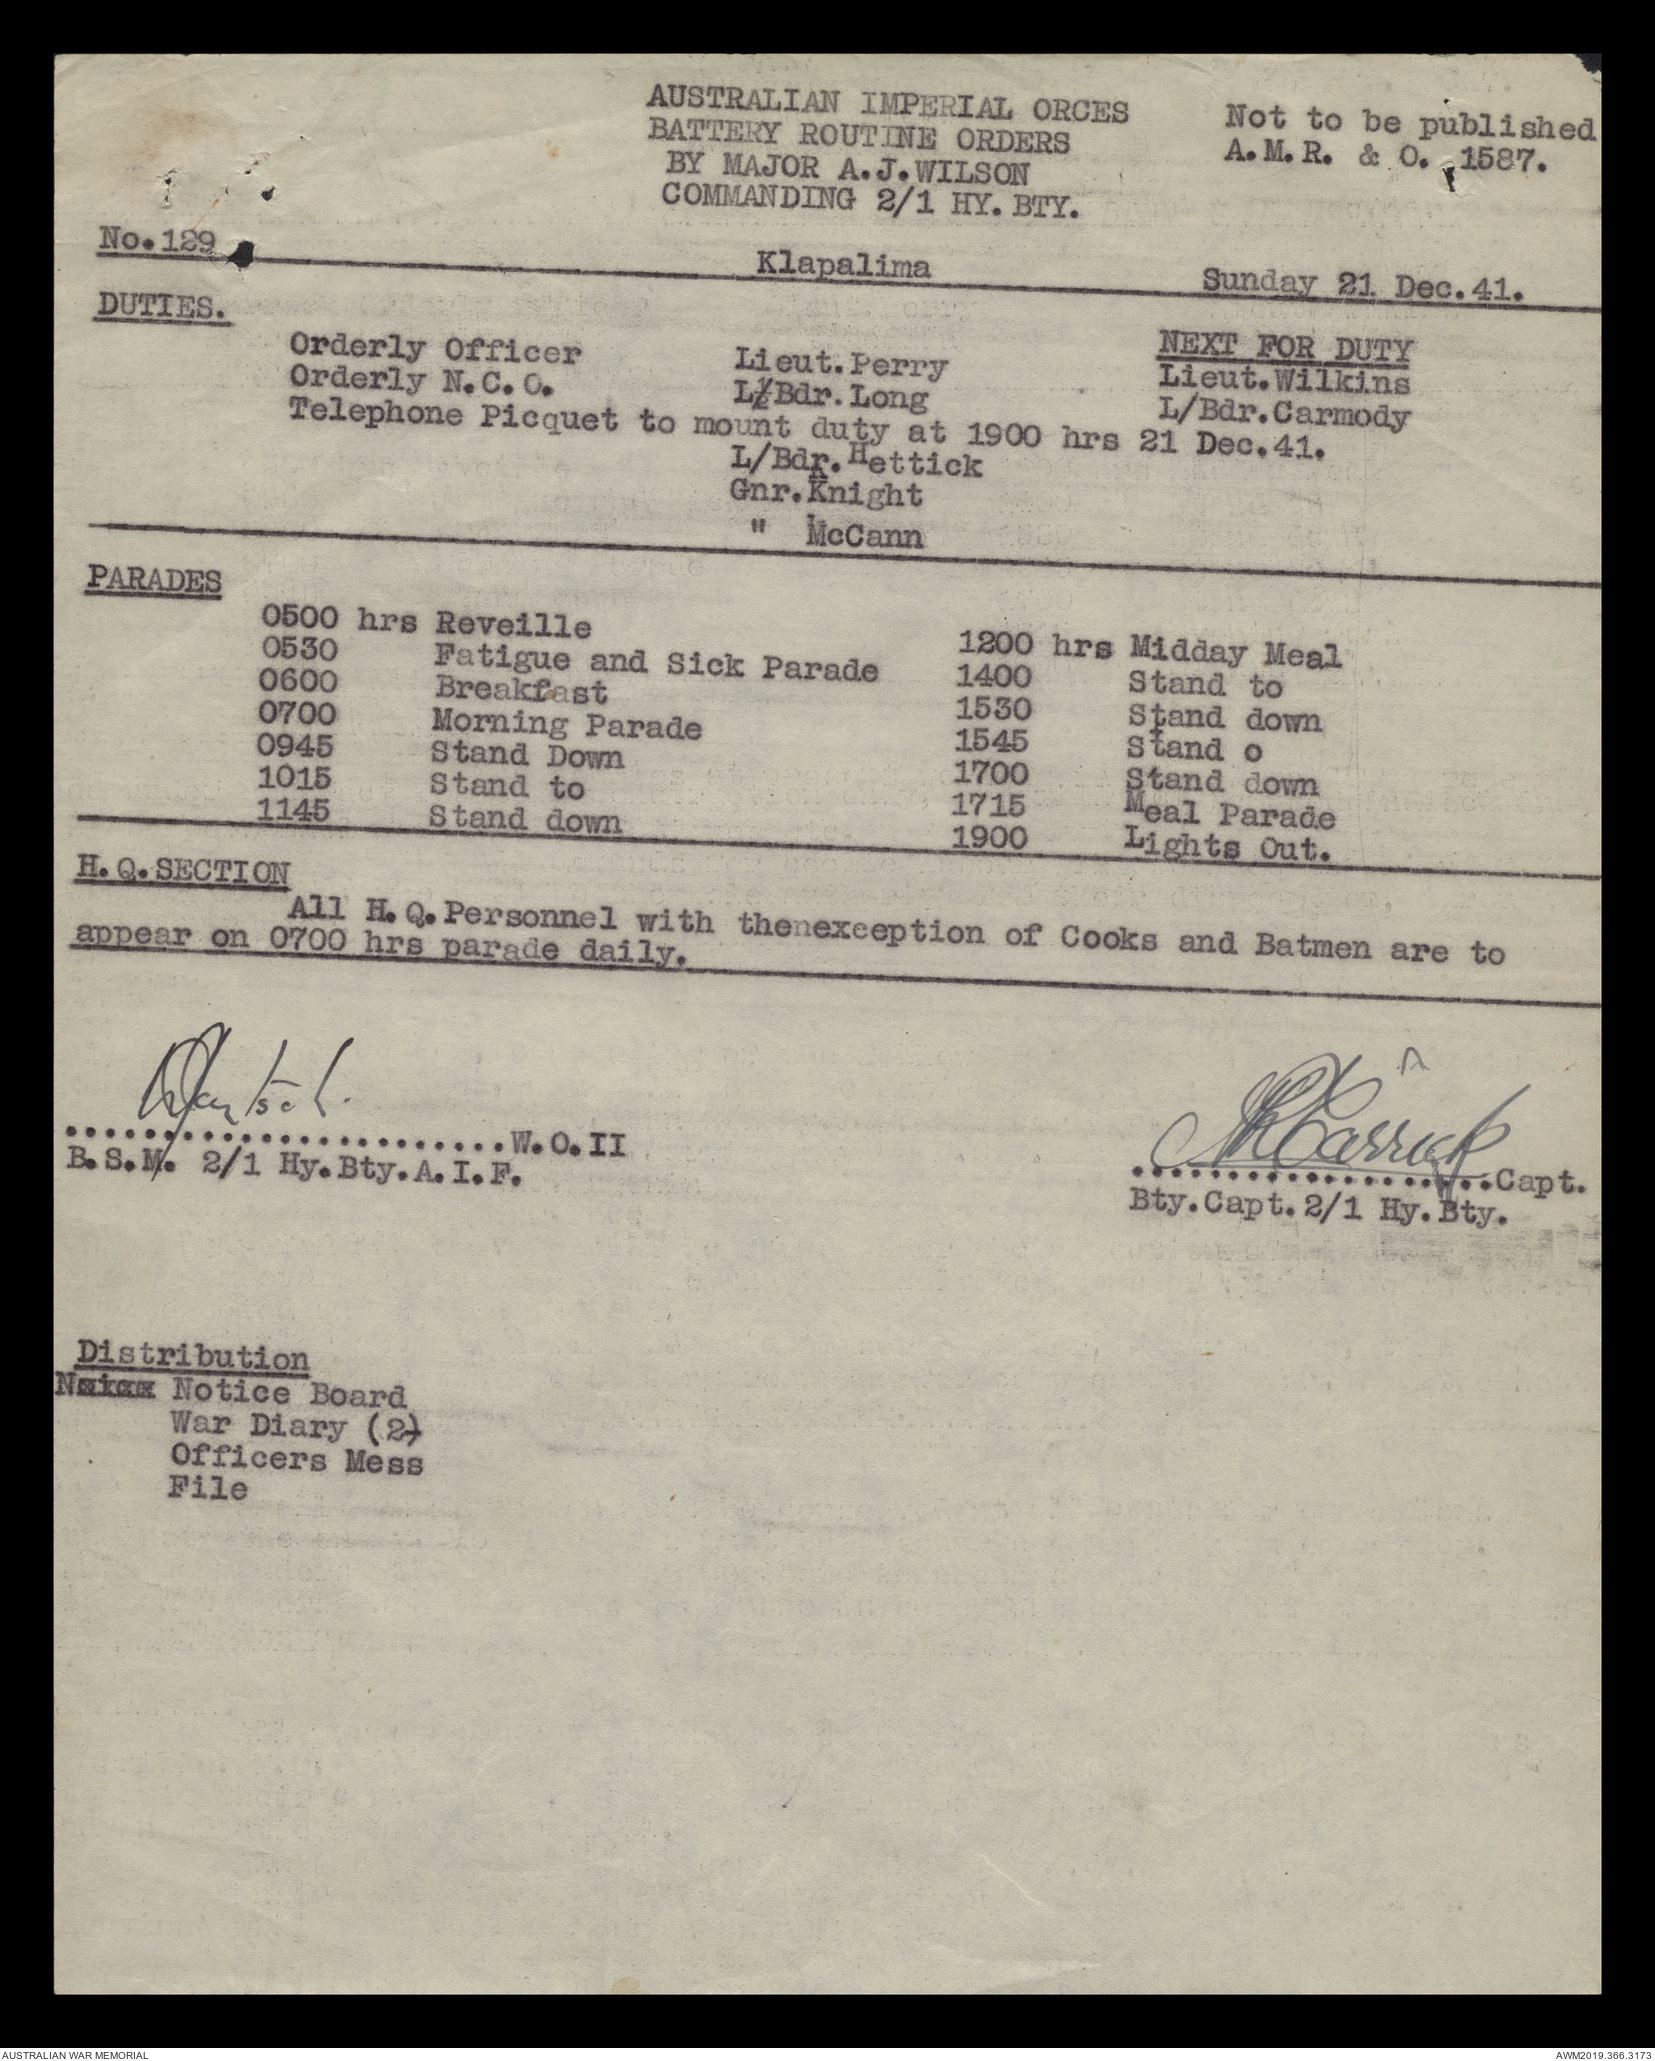 AUSTRALIAN IMPERIAL ORCES
BATTERY ROUTINE ORDERS
BY MAJOR A.J.WILSON
COMMANDING 2/1 HY.BTY.
Not to be published
A.M.R. & O. 1587.
No.129
Klapalima
Sunday 21 Dec.41.
DUTIES.
NEXT FOR DUTY
Orderly Officer Lieut.Perry Lieut.Wilkins
Orderly N.C.O. L/Bdr.Long L/Bdr.Carmody
Telephone Picquet to mount duty at 1900 hrs 21 Dec.41.
L/Bdr.Hettick
Gnr.Knight
" McCann
PARADES
0500 hrs Reveille 1200 hrs Midday Meal
0530 Fatigue and Sick Parade 1400 Stand to
0600 Breakfast 1530 Stand down
0700 Morning Parade 1545 Stand o
0945 Stand Down 1700 Stand down
1015 Stand to 1715 Meal Parade
1145 Stand down 1900 Lights Out.
H.Q.SECTION
All H.Q.Personnel with thenexception of Cooks and Batmen are to
appear on 0700 hrs parade daily.
.......................W.O.II
B.S.M. 2/1 Hy.Bty.A.I.F.
Carrick
...................Capt.
Bty.Capt.2/1 Hy.Bty.
Distribution
Notice Board
War Diary (2)
Officers Mess
File
AUSTRALIAN WAR MEMORIAL
AWM2019.366.3173